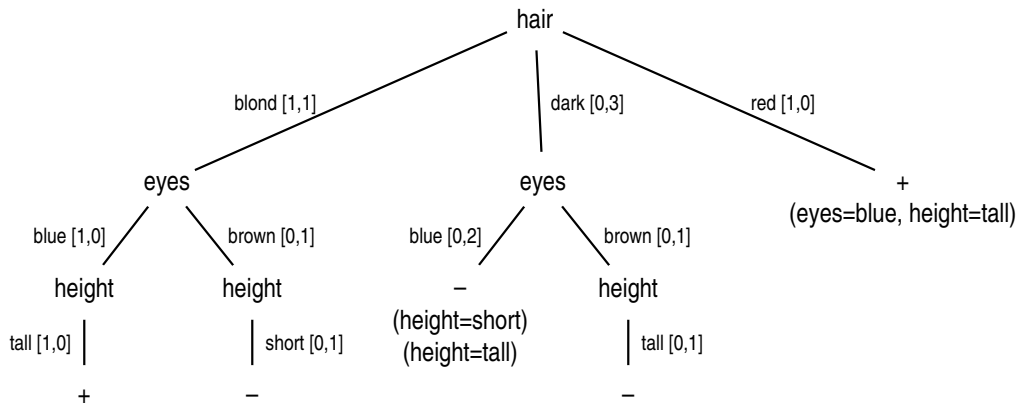 hair
blond [1,1]
dark [0,3]
red [1,0]
eyes
eyes
+
(eyes=blue, height=tall)
blue [1,0]
brown [0,1]
blue [0,2]
brown [0,1]
height
height
–
height
(height=short)
(height=tall)
tall [1,0]
short [0,1]
tall [0,1]
+
–
–